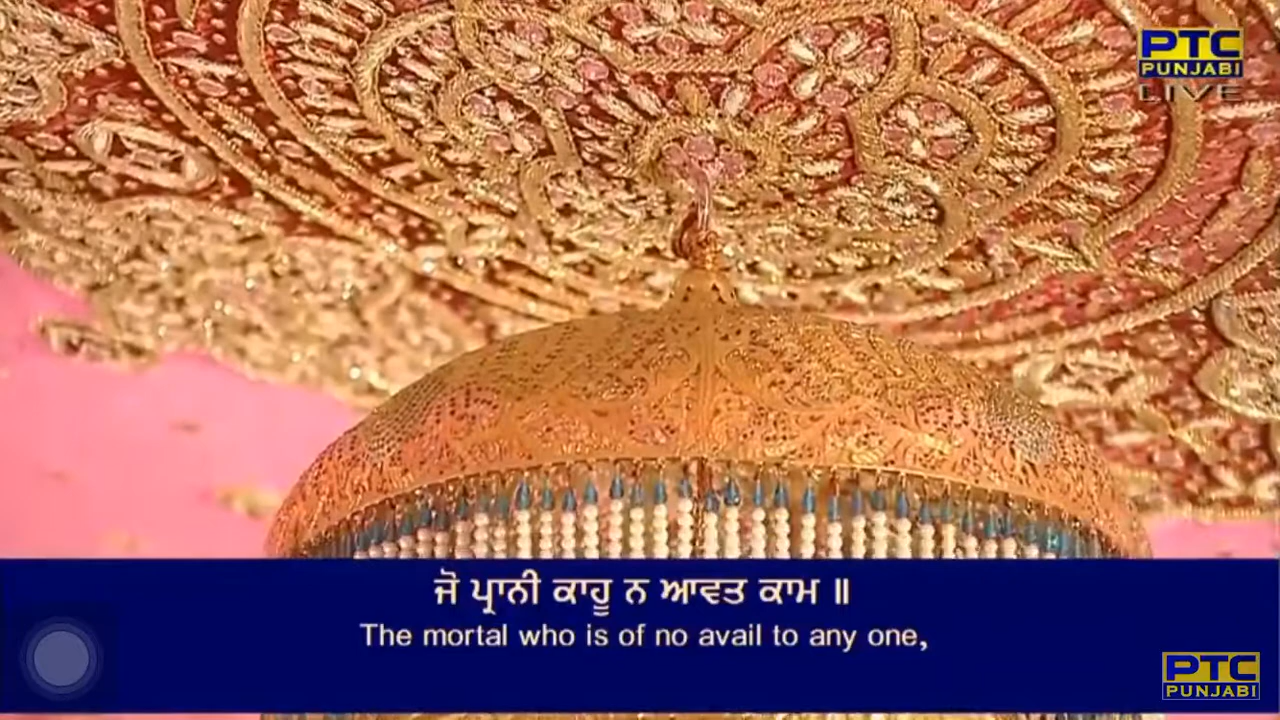 PTC
PUNJABI
LIVE
ਜੋ ਪ੍ਰਾਨੀ ਕਾਹੂ ਨ ਆਵਤ ਕਾਮ ॥
The mortal who is of no avail to any one,
PTC
PUNJABI